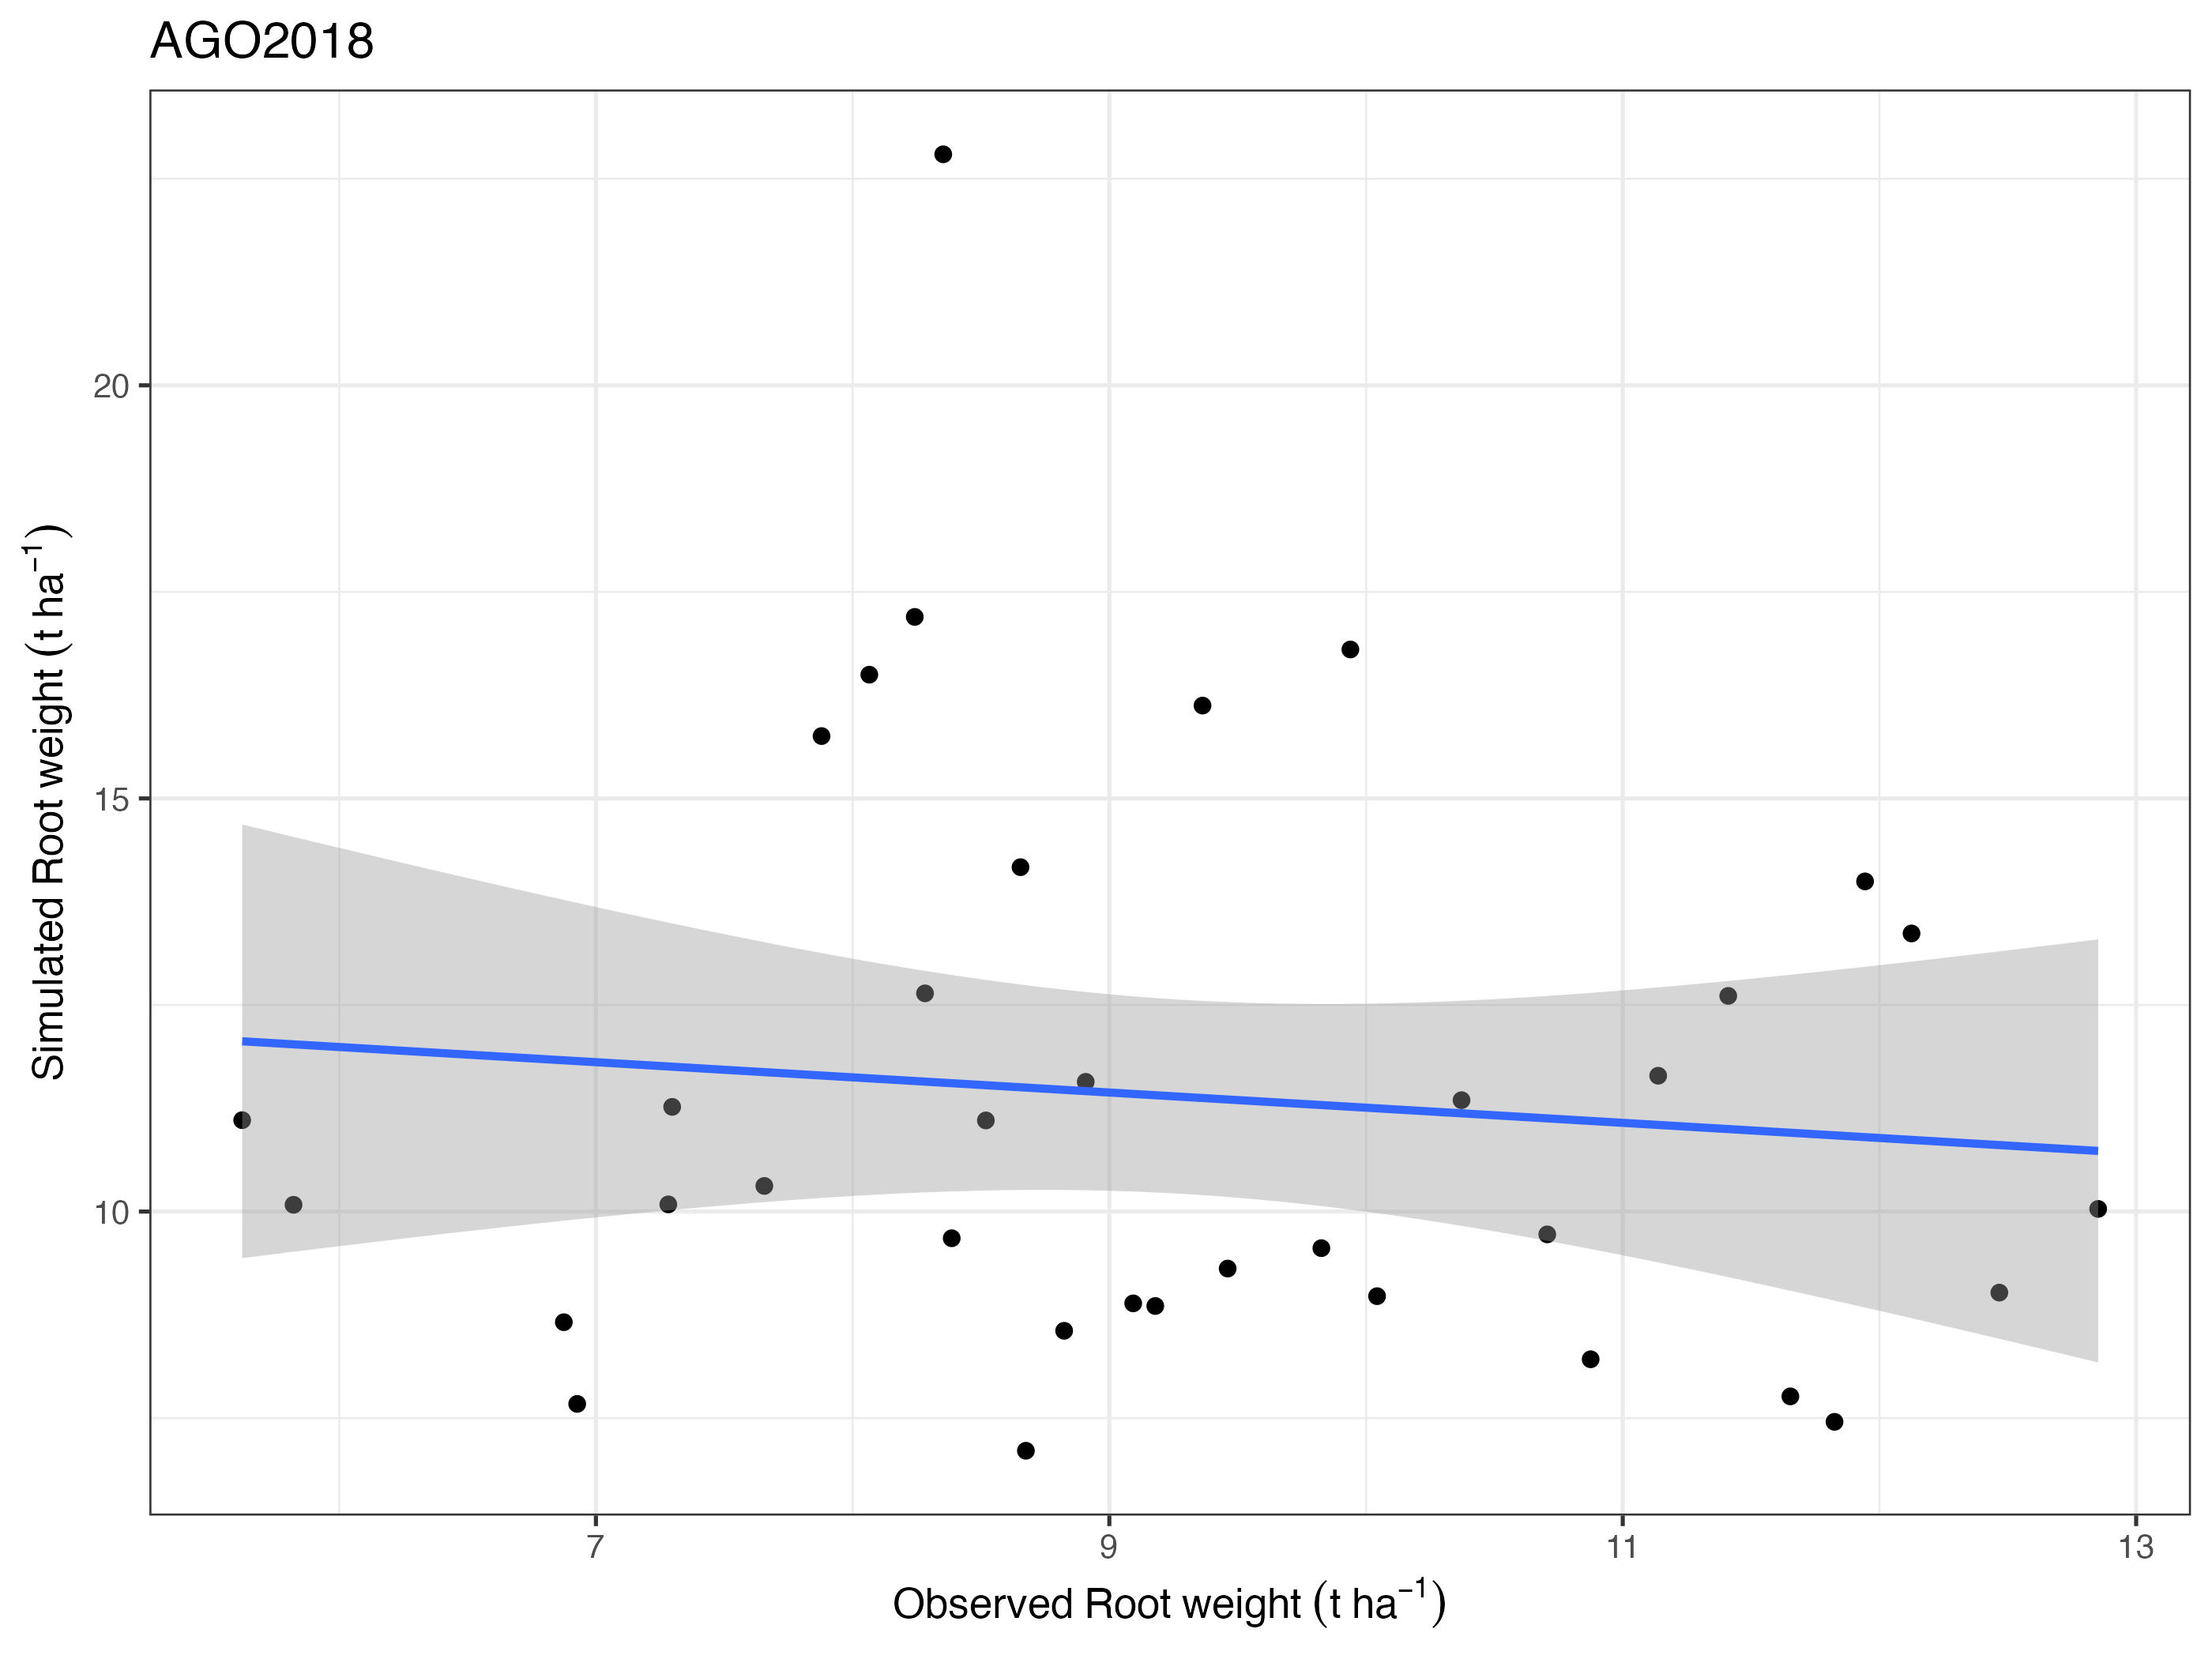 AGO2018
Simulated Root weight (t ha⁻¹)
20
15
10
7 9 11 13
Observed Root weight (t ha⁻¹)